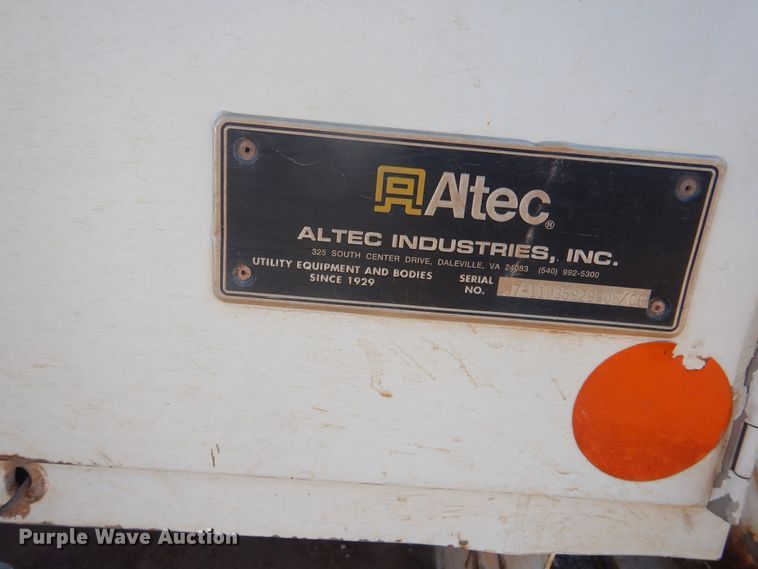 Altec®
ALTEC INDUSTRIES, INC.
325 SOUTH CENTER DRIVE, DALEVILLE, VA 24083 (540) 992-5300
UTILITY EQUIPMENT AND BODIES
SINCE 1929
SERIAL
NO.
Purple Wave Auction